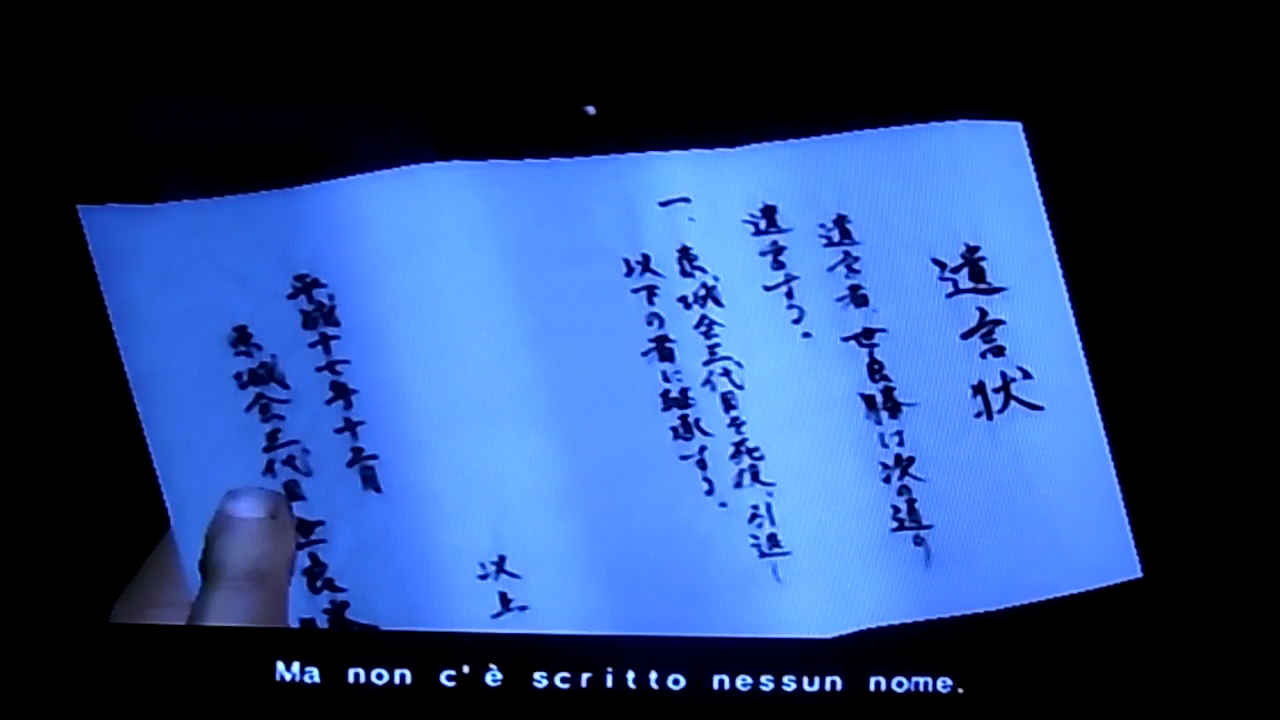 遺言状
遺言者、世良勝は次の通り
遺言する。
一、東城会三代目を死後、引退し
以下の者に継承する。
以上
平成十七年十二月
東城会三代目 世良勝
Ma non c'è scritto nessun nome.